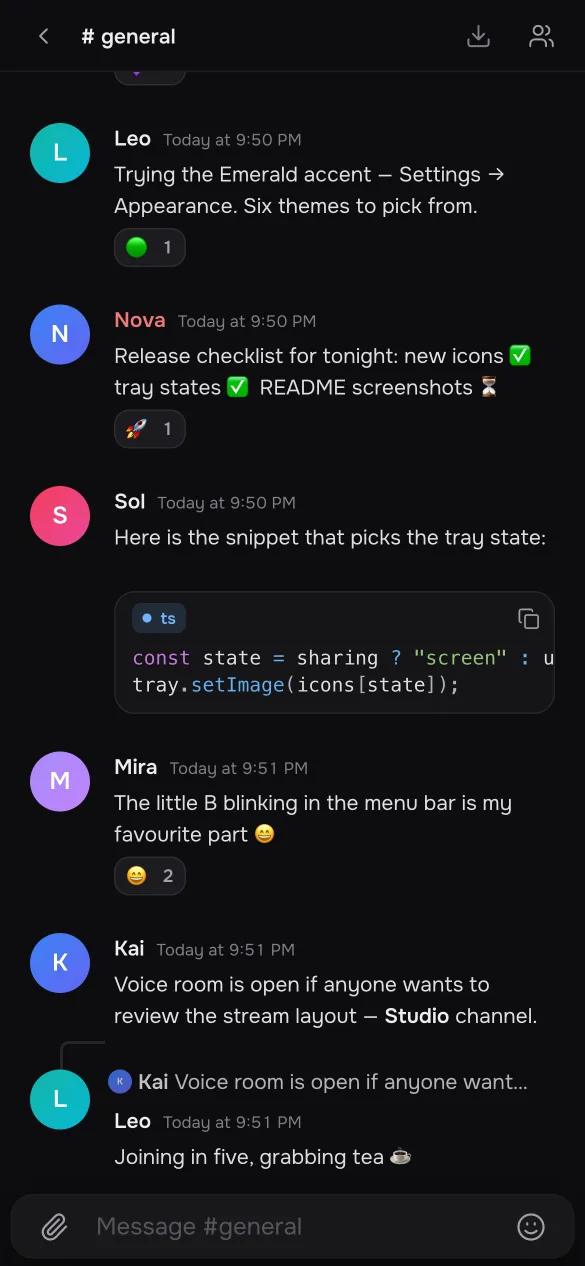 # general
L
Leo Today at 9:50 PM
Trying the Emerald accent — Settings →
Appearance. Six themes to pick from.
🟢 1
N
Nova Today at 9:50 PM
Release checklist for tonight: new icons ✅
tray states ✅ README screenshots ⏳
🚀 1
S
Sol Today at 9:50 PM
Here is the snippet that picks the tray state:
ts
const state = sharing ? "screen" : u
tray.setImage(icons[state]);
M
Mira Today at 9:51 PM
The little B blinking in the menu bar is my
favourite part 😄
😄 2
K
Kai Today at 9:51 PM
Voice room is open if anyone wants to
review the stream layout — Studio channel.
K Kai Voice room is open if anyone want...
L
Leo Today at 9:51 PM
Joining in five, grabbing tea ☕
Message #general